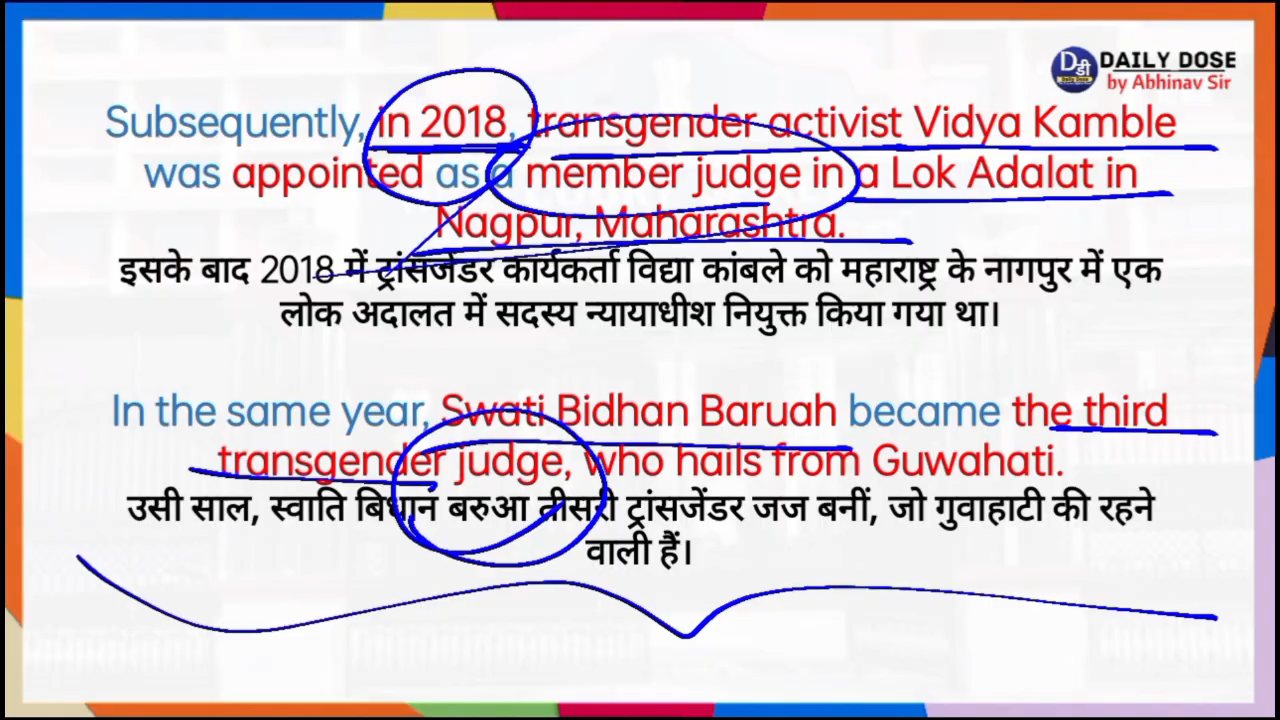 Dडी
Daily Dose
DAILY DOSE
by Abhinav Sir
Subsequently, in 2018, transgender activist Vidya Kamble
was appointed as a member judge in a Lok Adalat in
Nagpur, Maharashtra.
इसके बाद 2018 में ट्रांसजेंडर कार्यकर्ता विद्या कांबले को महाराष्ट्र के नागपुर में एक
लोक अदालत में सदस्य न्यायाधीश नियुक्त किया गया था।
In the same year, Swati Bidhan Baruah became the third
transgender judge, who hails from Guwahati.
उसी साल, स्वाति बिधान बरुआ तीसरी ट्रांसजेंडर जज बनीं, जो गुवाहाटी की रहने
वाली हैं।